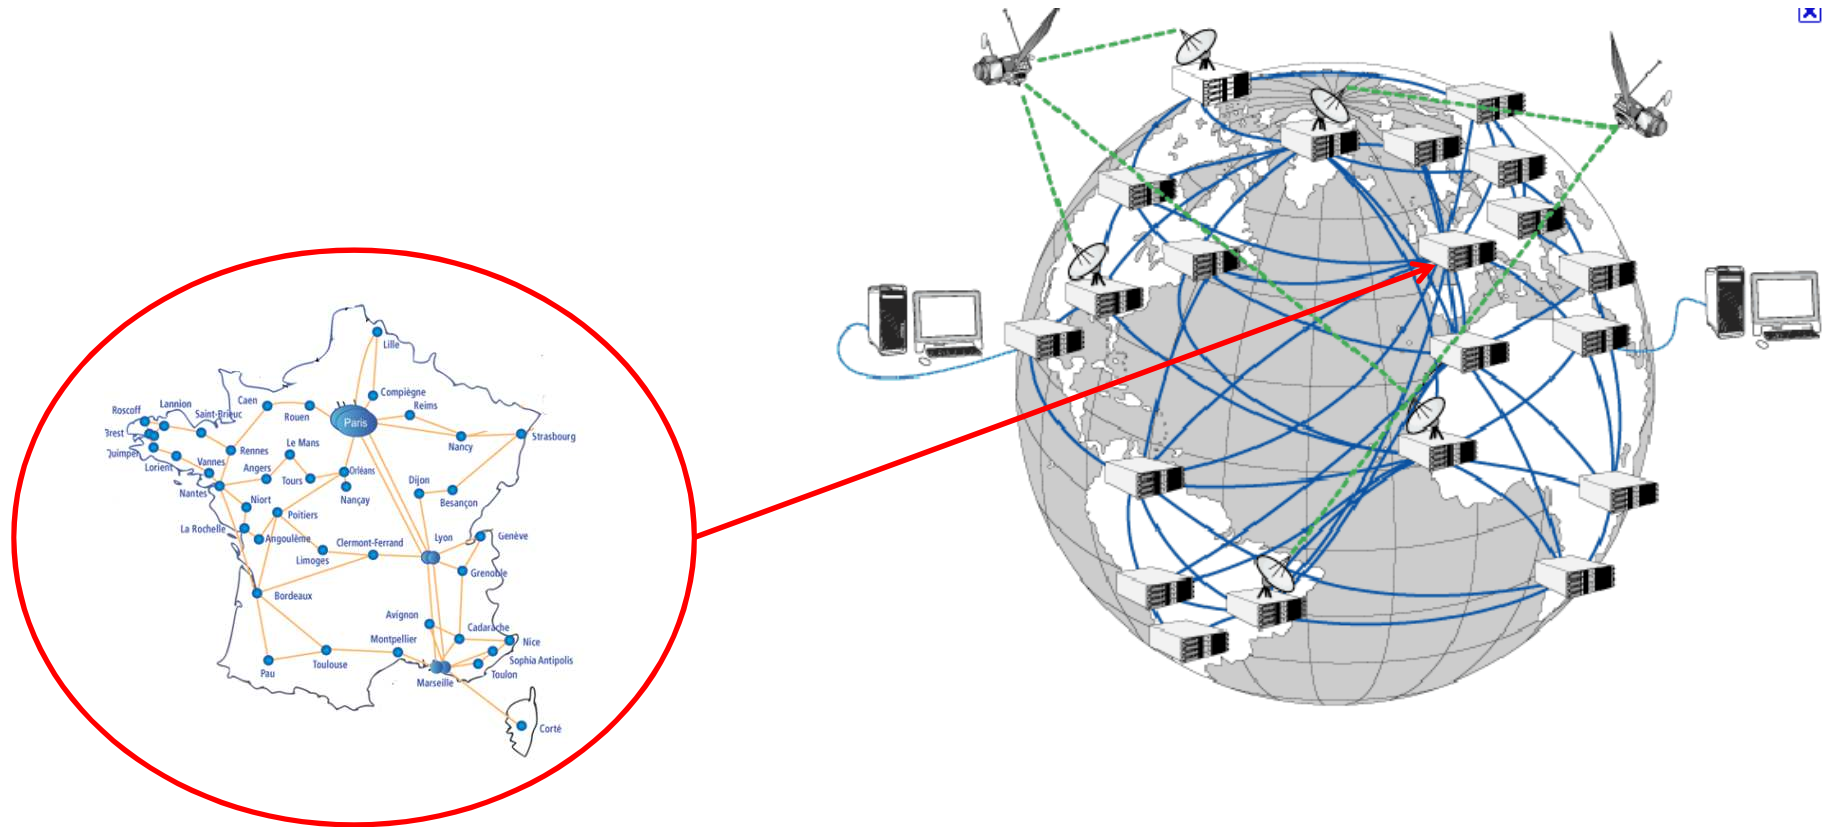 Lille
Compiègne
Caen
Rouen
Reims
Roscoff
Lannion
Saint-Brieuc
Paris
Brest
Strasbourg
Nancy
Le Mans
Rennes
Quimper
Lorient
Vannes
Angers
Tours
Orléans
Nançay
Dijon
Besançon
Nantes
Niort
Poitiers
La Rochelle
Angoulême
Limoges
Clermont-Ferrand
Lyon
Genève
Grenoble
Bordeaux
Avignon
Cadarache
Montpellier
Nice
Sophia Antipolis
Toulon
Toulouse
Pau
Marseille
Corté